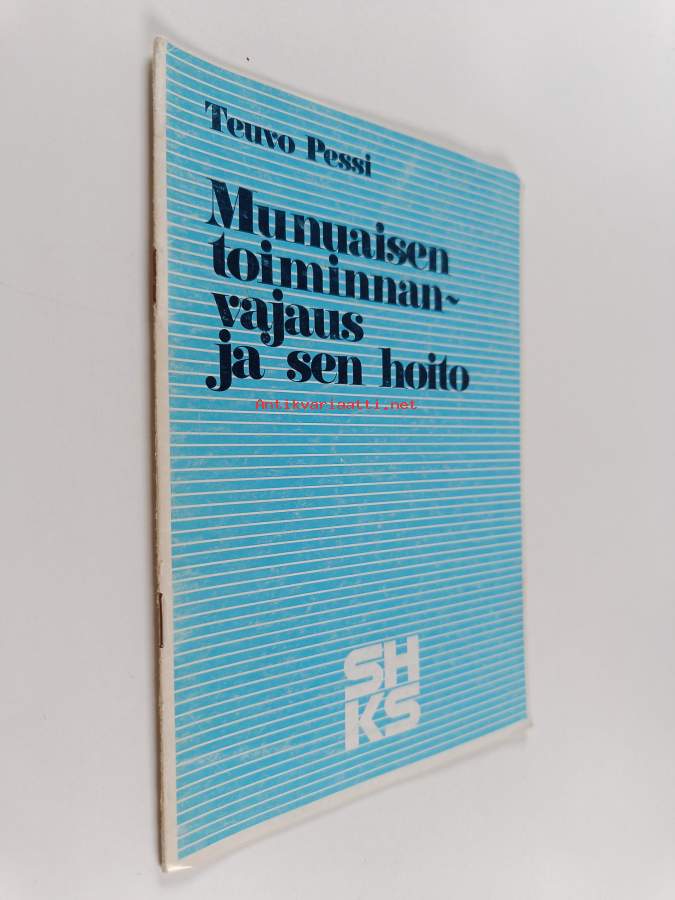 Teuvo Pessi
Munuaisen
toiminnan~
vajaus
ja sen hoito
Antikvariaatti.net
SH
KS